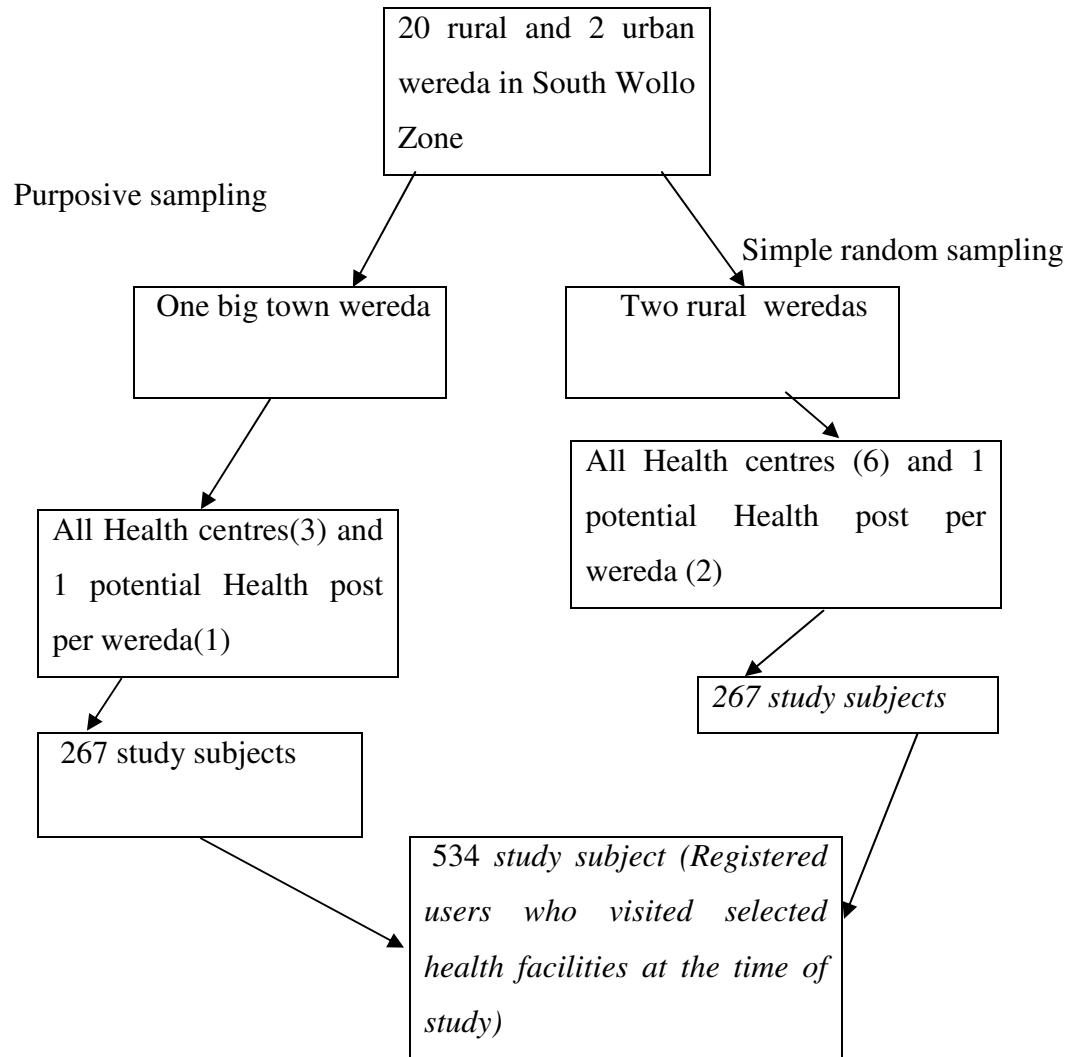 20 rural and 2 urban
wereda in South Wollo
Zone
Purposive sampling
Simple random sampling
One big town wereda
Two rural weredas
All Health centres(3) and
1 potential Health post
per wereda(1)
All Health centres (6) and 1
potential Health post per
wereda (2)
267 study subjects
267 study subjects
534 study subject (Registered
users who visited selected
health facilities at the time of
study)